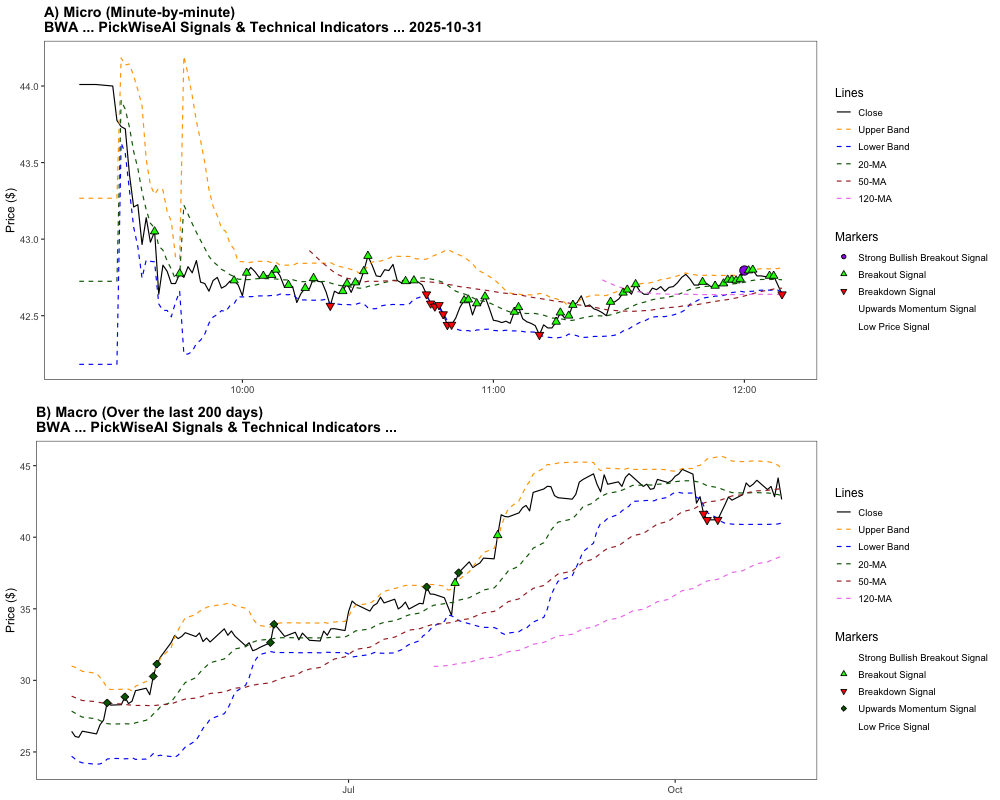 A) Micro (Minute-by-minute)
BWA ... PickWiseAI Signals & Technical Indicators ... 2025-10-31
Price ($)
44.0
43.5
43.0
42.5
10:00
11:00
12:00
Lines
Close
Upper Band
Lower Band
20-MA
50-MA
120-MA
Markers
Strong Bullish Breakout Signal
Breakout Signal
Breakdown Signal
Upwards Momentum Signal
Low Price Signal
B) Macro (Over the last 200 days)
BWA ... PickWiseAI Signals & Technical Indicators ...
Price ($)
45
40
35
30
25
Jul
Oct
Lines
Close
Upper Band
Lower Band
20-MA
50-MA
120-MA
Markers
Strong Bullish Breakout Signal
Breakout Signal
Breakdown Signal
Upwards Momentum Signal
Low Price Signal